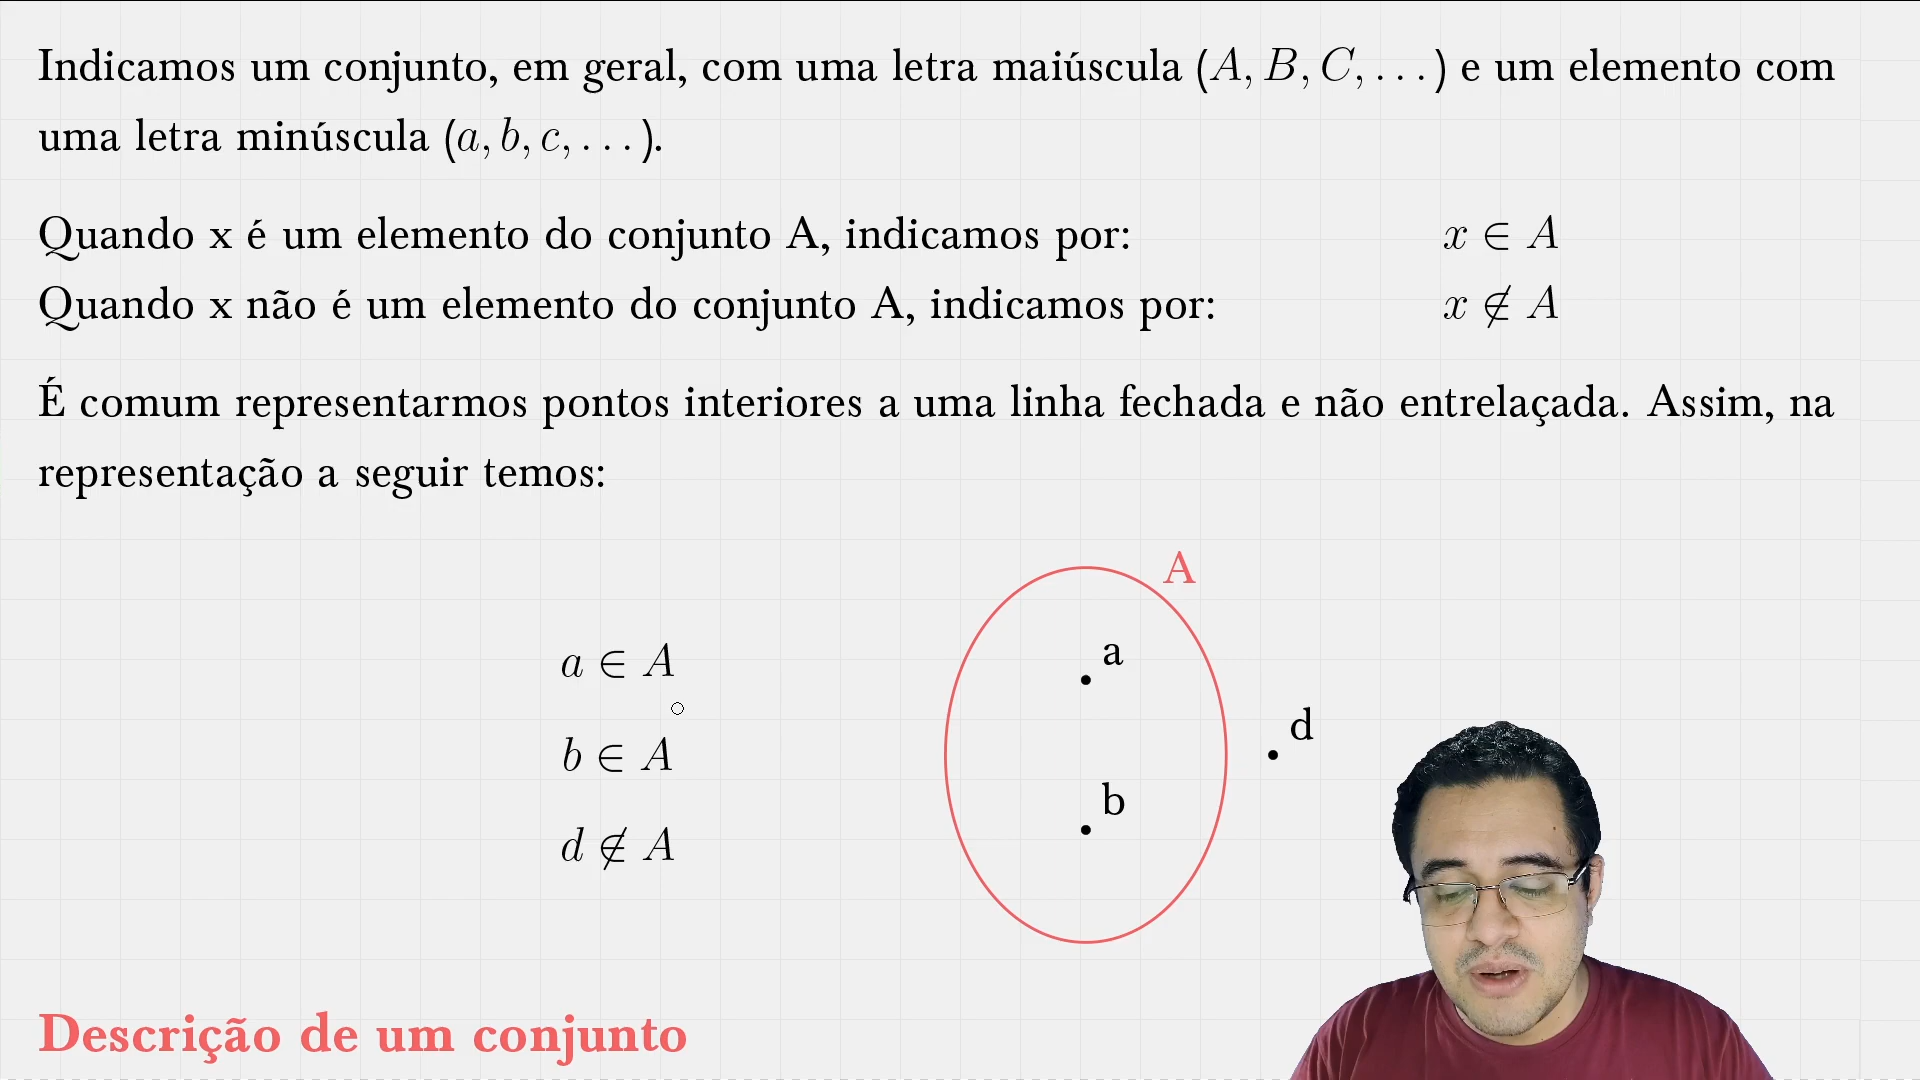 Indicamos um conjunto, em geral, com uma letra maiúscula (A, B, C, . . . ) e um elemento com
uma letra minúscula (a, b, c, . . . ).
Quando x é um elemento do conjunto A, indicamos por: x ∈ A
Quando x não é um elemento do conjunto A, indicamos por: x ∉ A
É comum representarmos pontos interiores a uma linha fechada e não entrelaçada. Assim, na
representação a seguir temos:
A
a ∈ A
a
d
b ∈ A
b
d ∉ A
Descrição de um conjunto